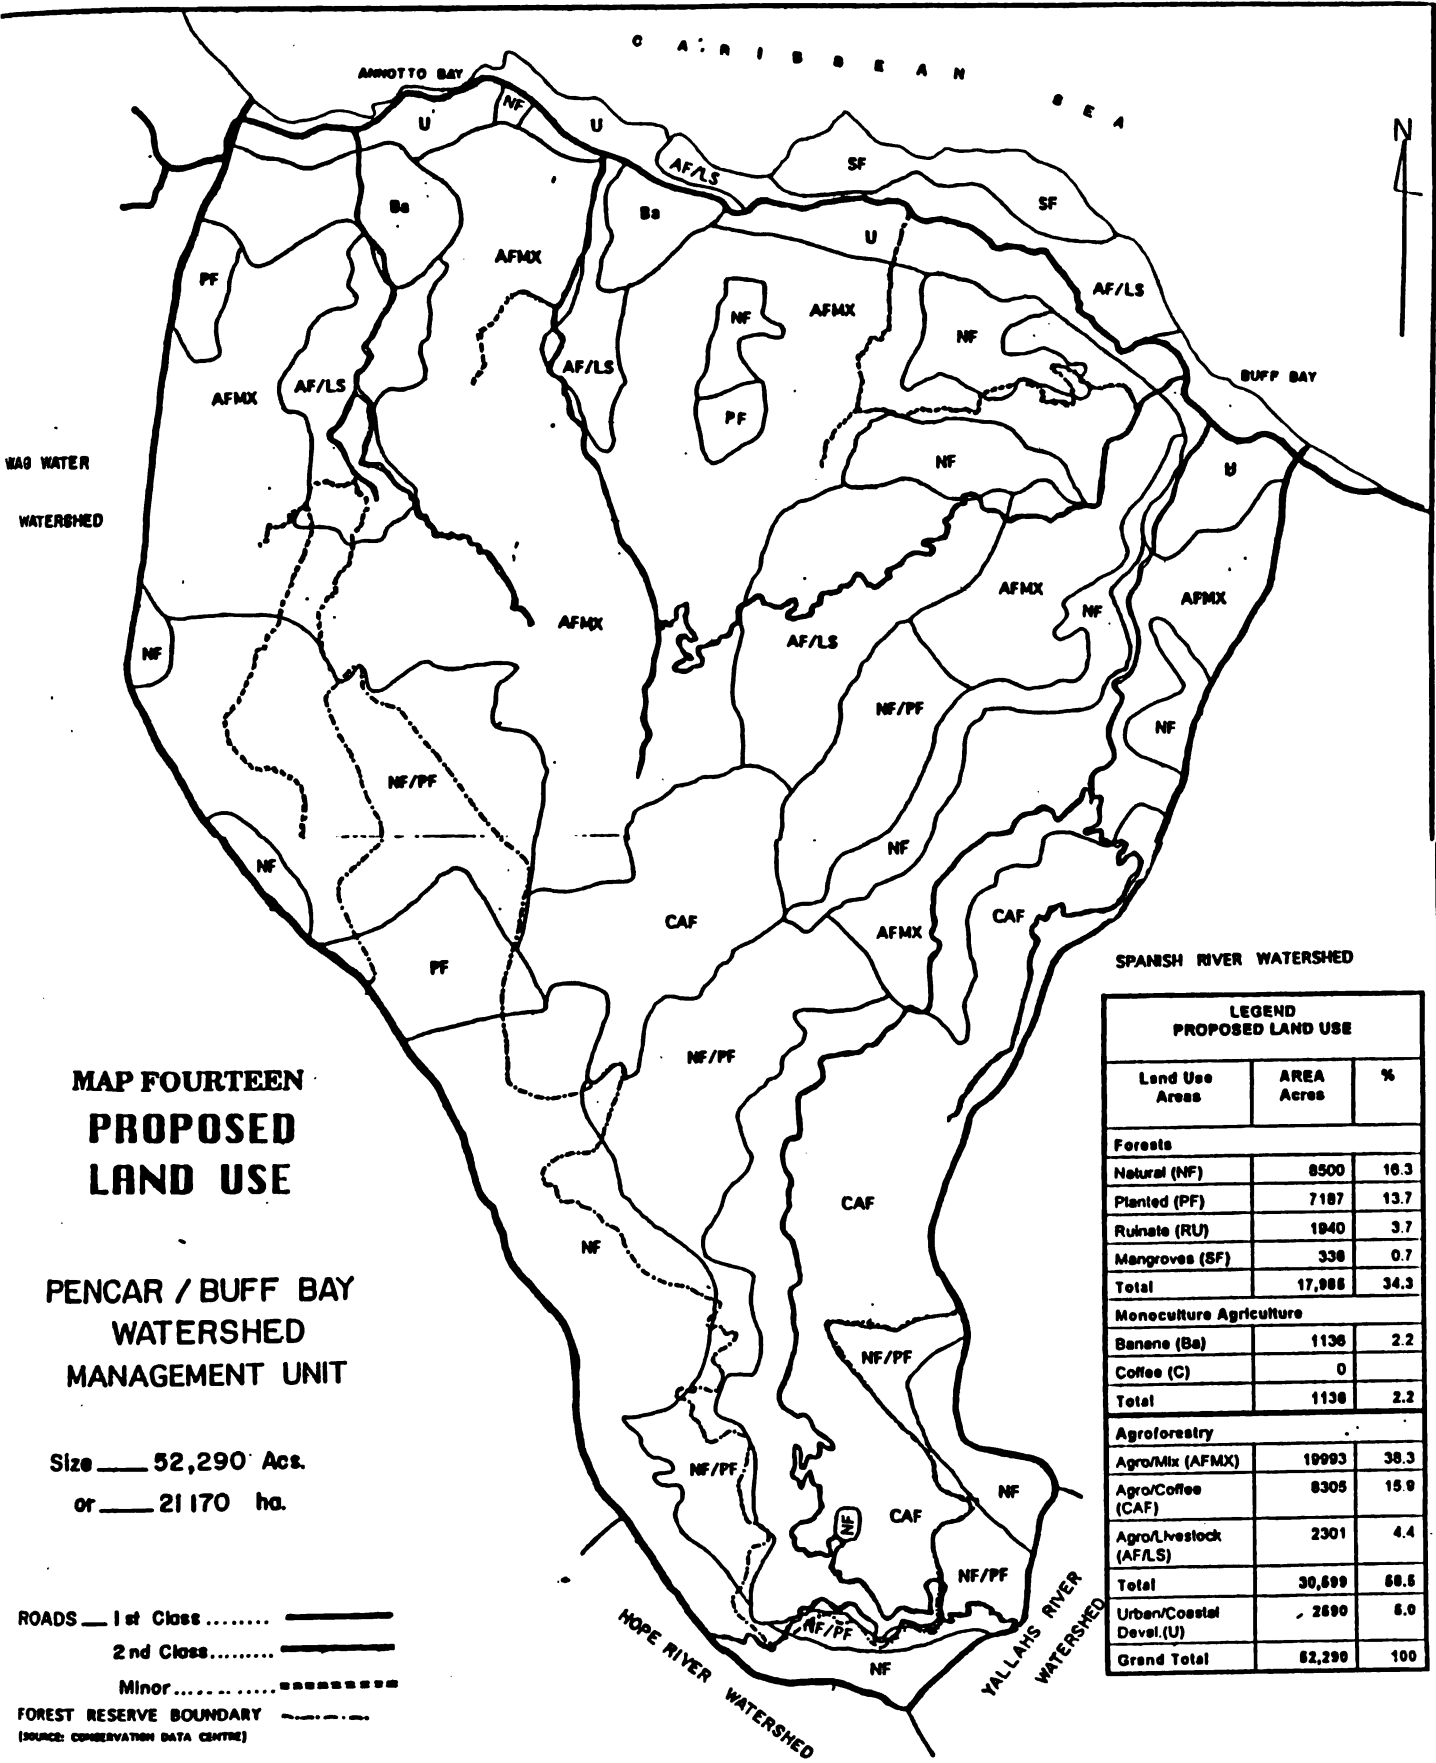 CARIBBEAN SEA
ANNOTTO BAY
NF
U
U
AF/LS
SF
SF
Ba
Ba
U
AFMX
PF
AF/LS
NF
AFMX
NF
BUFF BAY
AF/LS
AF/LS
AFMX
PF
WAG WATER
WATERSHED
NF
U
AFMX
AFMX
NF
AFMX
AF/LS
NF
NF/PF
NF
NF/PF
NF
NF
CAF
AFMX
CAF
PF
SPANISH RIVER WATERSHED
NF/PF
MAP FOURTEEN
PROPOSED
LAND USE
CAF
NF
PENCAR / BUFF BAY
WATERSHED
MANAGEMENT UNIT
NF/PF
NF/PF
NF
Size ___ 52,290 Acs.
or ___ 21170 ha.
NF
CAF
NF/PF
NF/PF
NF
HOPE RIVER WATERSHED
YALLAHS RIVER
WATERSHED
ROADS __ 1st Class ........
2nd Class.........
Minor .............
FOREST RESERVE BOUNDARY
(SOURCE: CONSERVATION DATA CENTRE)
N
LEGEND
PROPOSED LAND USE
Land Use Areas AREA Acres %
Forests
Natural (NF) 8500 16.3
Planted (PF) 7187 13.7
Ruinate (RU) 1940 3.7
Mangroves (SF) 338 0.7
Total 17,965 34.3
Monoculture Agriculture
Banana (Ba) 1136 2.2
Coffee (C) 0
Total 1136 2.2
Agroforestry
Agro/Mix (AFMX) 19993 38.3
Agro/Coffee (CAF) 8305 15.9
Agro/Livestock (AF/LS) 2301 4.4
Total 30,599 58.5
Urban/Coastal Devel.(U) 2590 5.0
Grand Total 52,290 100